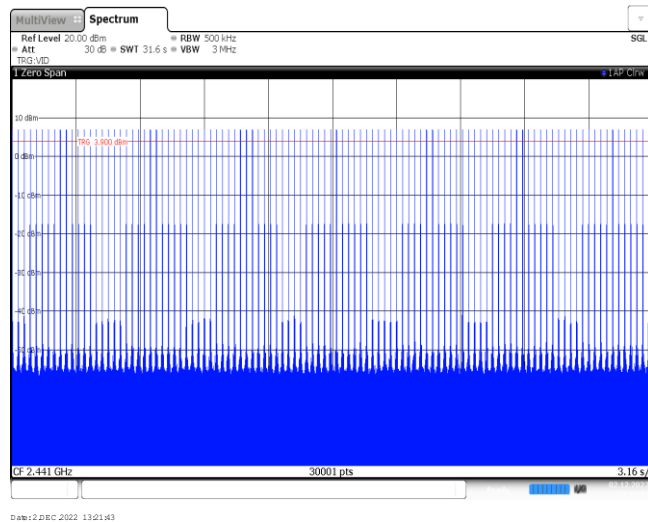 MultiView Spectrum
Ref Level 20.00 dBm RBW 500 kHz SGL
Att 30 dB SWT 31.6 s VBW 3 MHz
TRG:VID
1 Zero Span 1AP Clrw
10 dBm
TRG 3.900 dBm
0 dBm
-10 dBm
-20 dBm
-30 dBm
-40 dBm
-50 dBm
CF 2.441 GHz 30001 pts 3.16 s/
Date: 2.DEC.2022 13:21:43